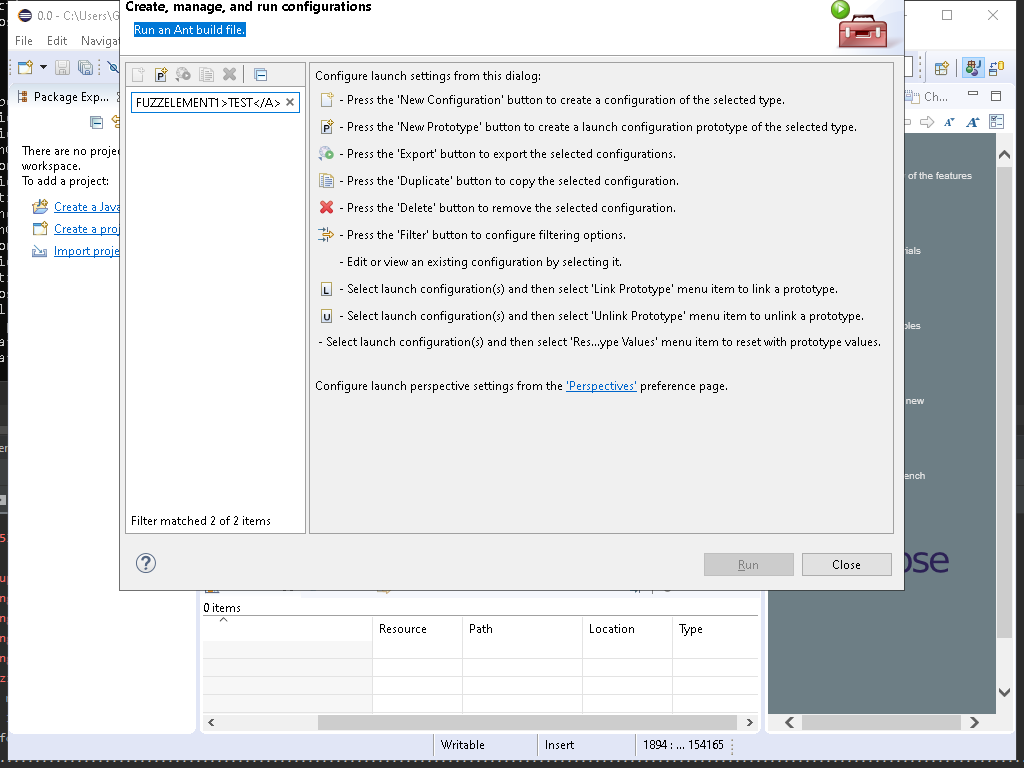 Create, manage, and run configurations
Run an Ant build file.
0.0 - C:\Users\G
File Edit Navigat
Package Exp...
Ch...
There are no projec
workspace.
To add a project:
Create a Java
Create a proj
Import proje
FUZZELEMENT1>TEST</A>
Filter matched 2 of 2 items
Configure launch settings from this dialog:
- Press the 'New Configuration' button to create a configuration of the selected type.
P - Press the 'New Prototype' button to create a launch configuration prototype of the selected type.
- Press the 'Export' button to export the selected configurations.
- Press the 'Duplicate' button to copy the selected configuration.
- Press the 'Delete' button to remove the selected configuration.
- Press the 'Filter' button to configure filtering options.
- Edit or view an existing configuration by selecting it.
L - Select launch configuration(s) and then select 'Link Prototype' menu item to link a prototype.
U - Select launch configuration(s) and then select 'Unlink Prototype' menu item to unlink a prototype.
- Select launch configuration(s) and then select 'Res...ype Values' menu item to reset with prototype values.
Configure launch perspective settings from the 'Perspectives' preference page.
Run
Close
y of the features
rials
ples
new
ench
ose
0 items
Resource Path Location Type
Writable Insert 1894 : ... 154165